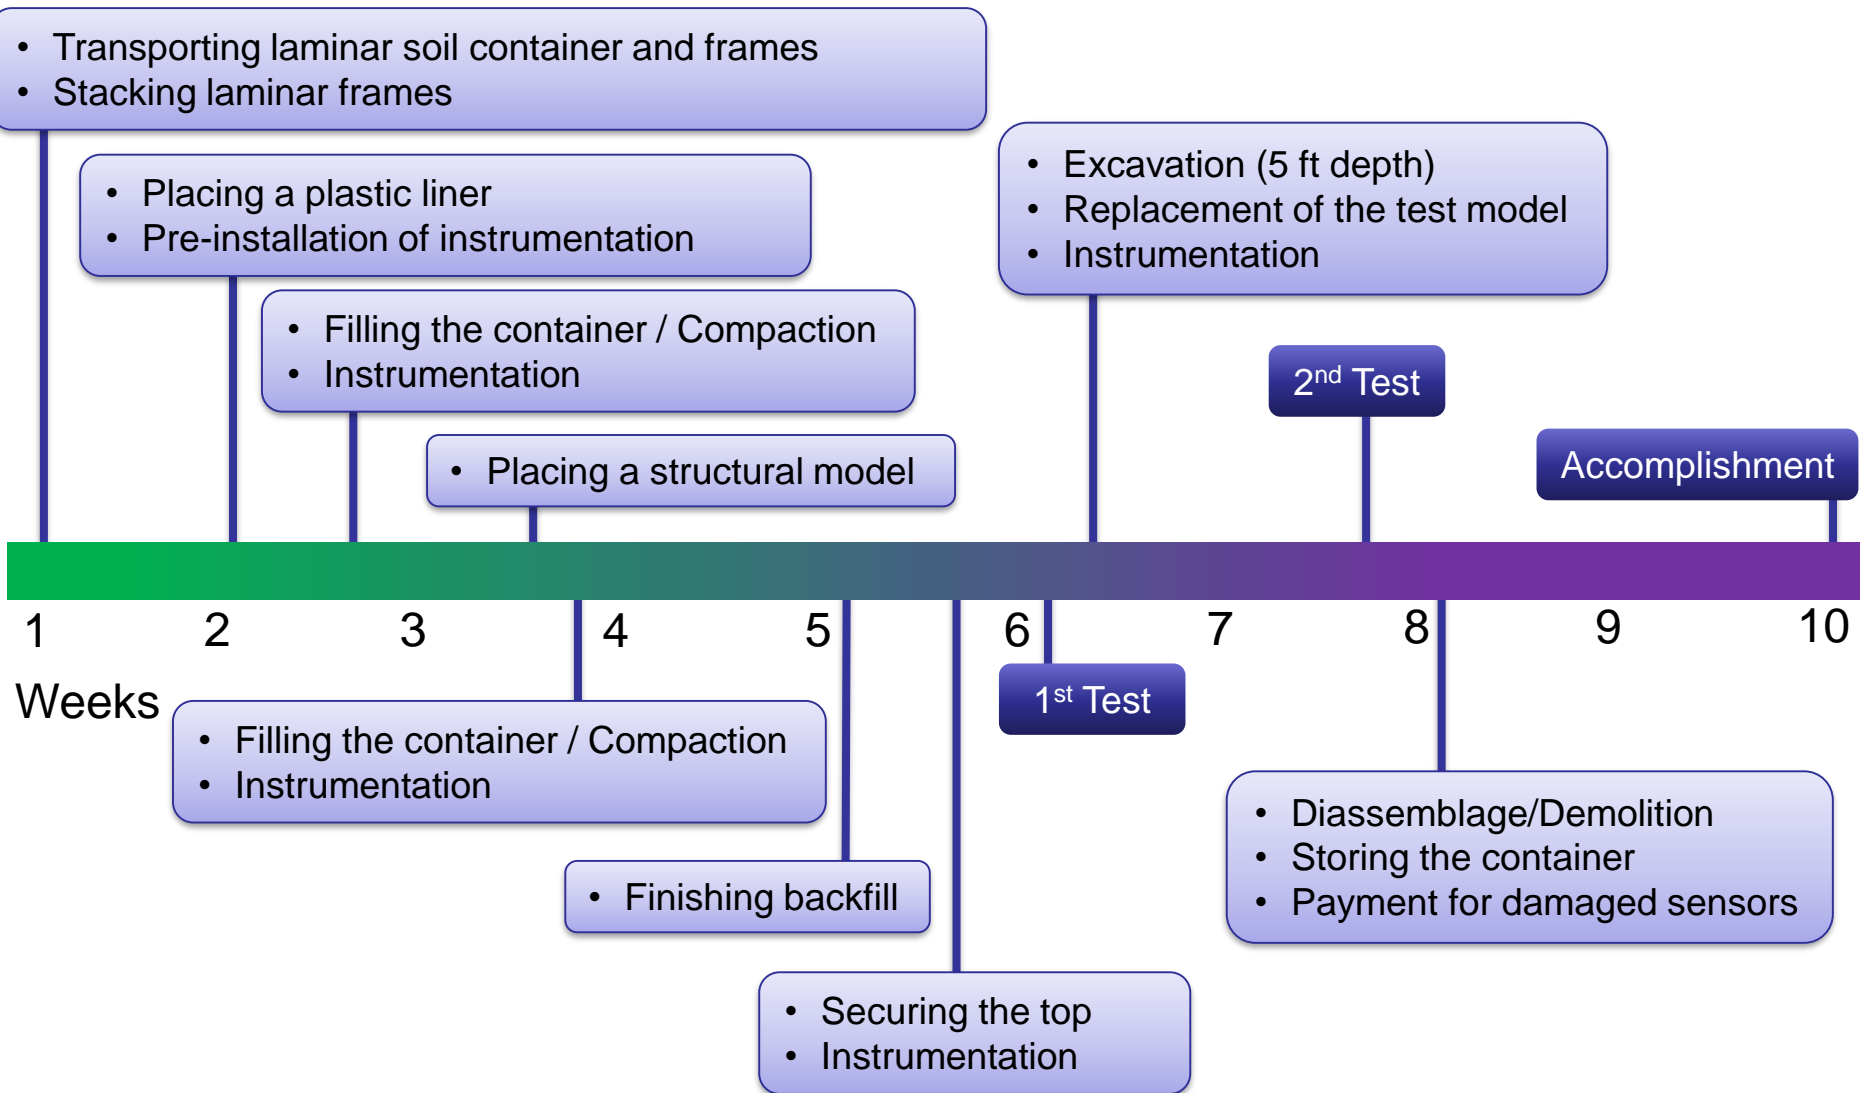 • Transporting laminar soil container and frames
• Stacking laminar frames
• Placing a plastic liner
• Pre-installation of instrumentation
• Filling the container / Compaction
• Instrumentation
• Placing a structural model
• Excavation (5 ft depth)
• Replacement of the test model
• Instrumentation
2nd Test
Accomplishment
1 2 3 4 5 6 7 8 9 10
Weeks
1st Test
• Filling the container / Compaction
• Instrumentation
• Finishing backfill
• Securing the top
• Instrumentation
• Diassemblage/Demolition
• Storing the container
• Payment for damaged sensors